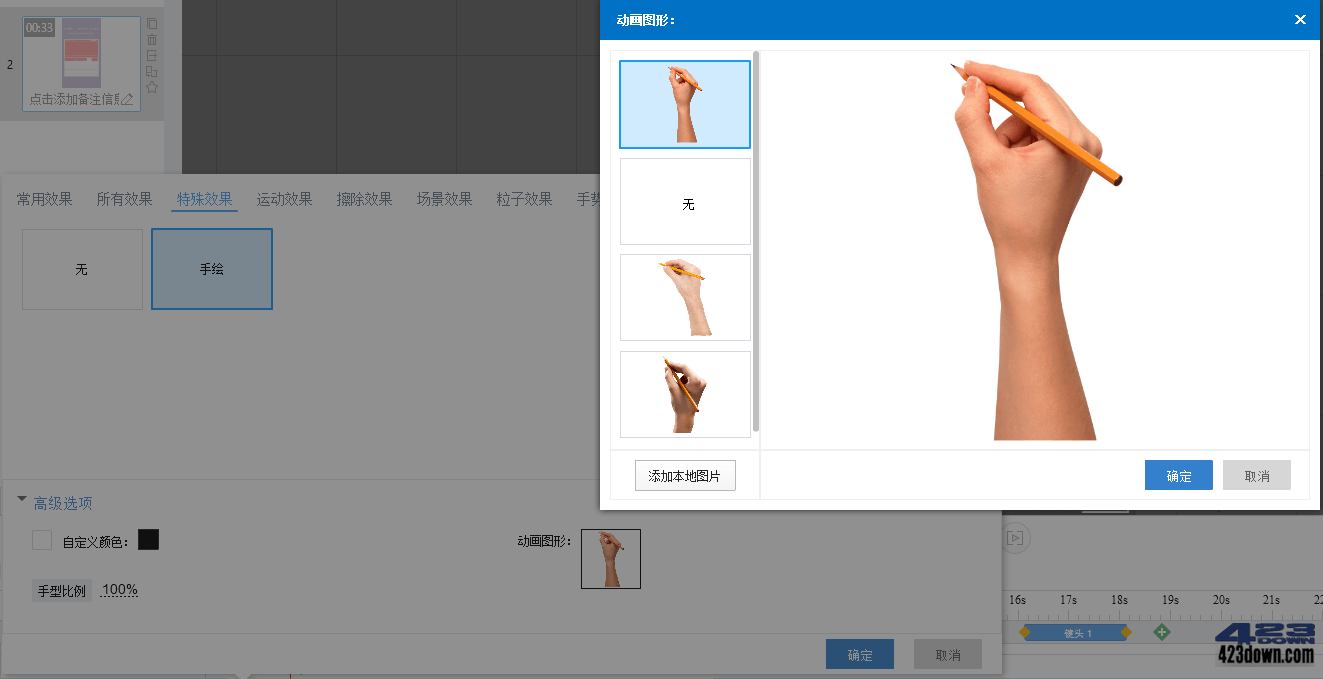 动画图形：
00:33
2
点击添加备注信息
常用效果 所有效果 特殊效果 运动效果 擦除效果 场景效果 粒子效果 手势
无
手绘
无
添加本地图片
确定
取消
高级选项
自定义颜色：
动画图形：
手型比例 100%
确定
取消
16s 17s 18s 19s 20s 21s 22
镜头 1
423
DOWN
423down.com